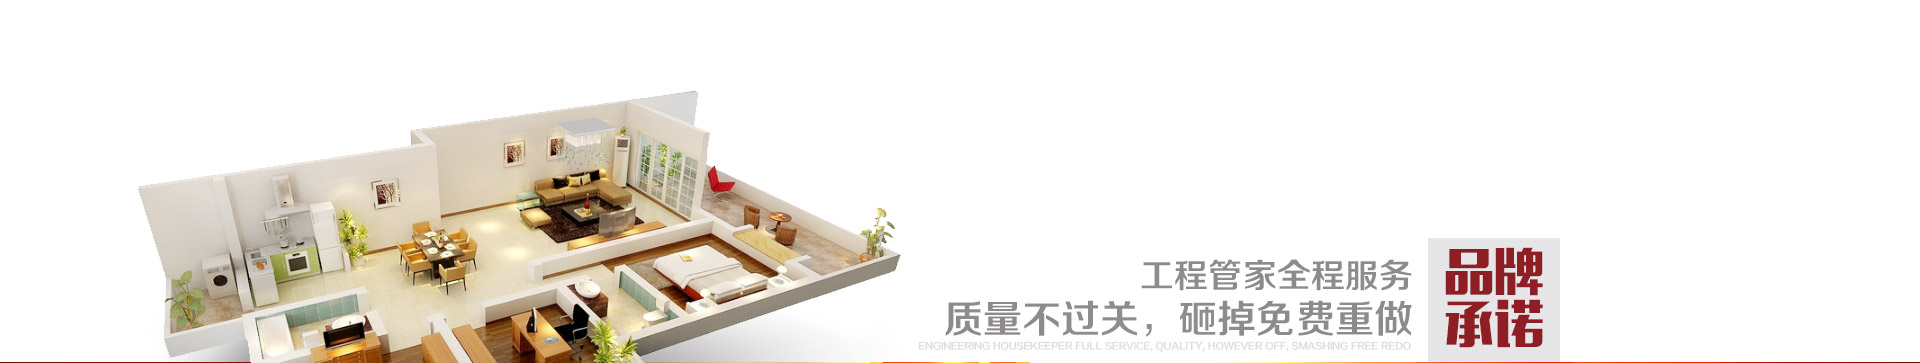 工程管家全程服务
质量不过关，砸掉免费重做
ENGINEERING HOUSEKEEPER FULL SERVICE, QUALITY, HOWEVER OFF, SMASHING FREE REDO
品牌
承诺